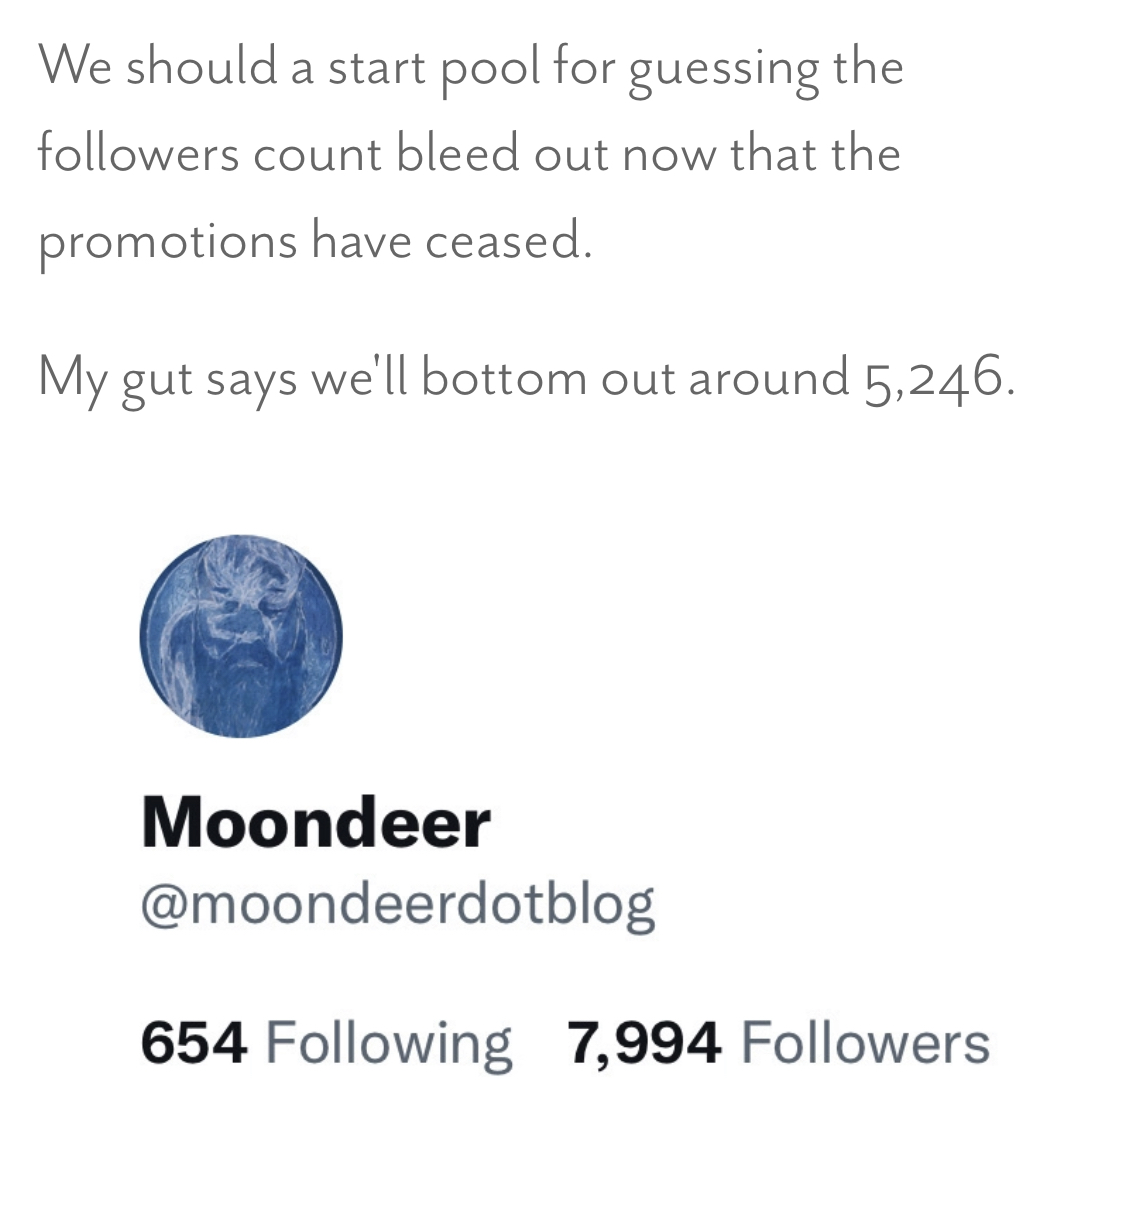 We should a start pool for guessing the
followers count bleed out now that the
promotions have ceased.
My gut says we'll bottom out around 5,246.
Moondeer
@moondeerdotblog
654 Following 7,994 Followers